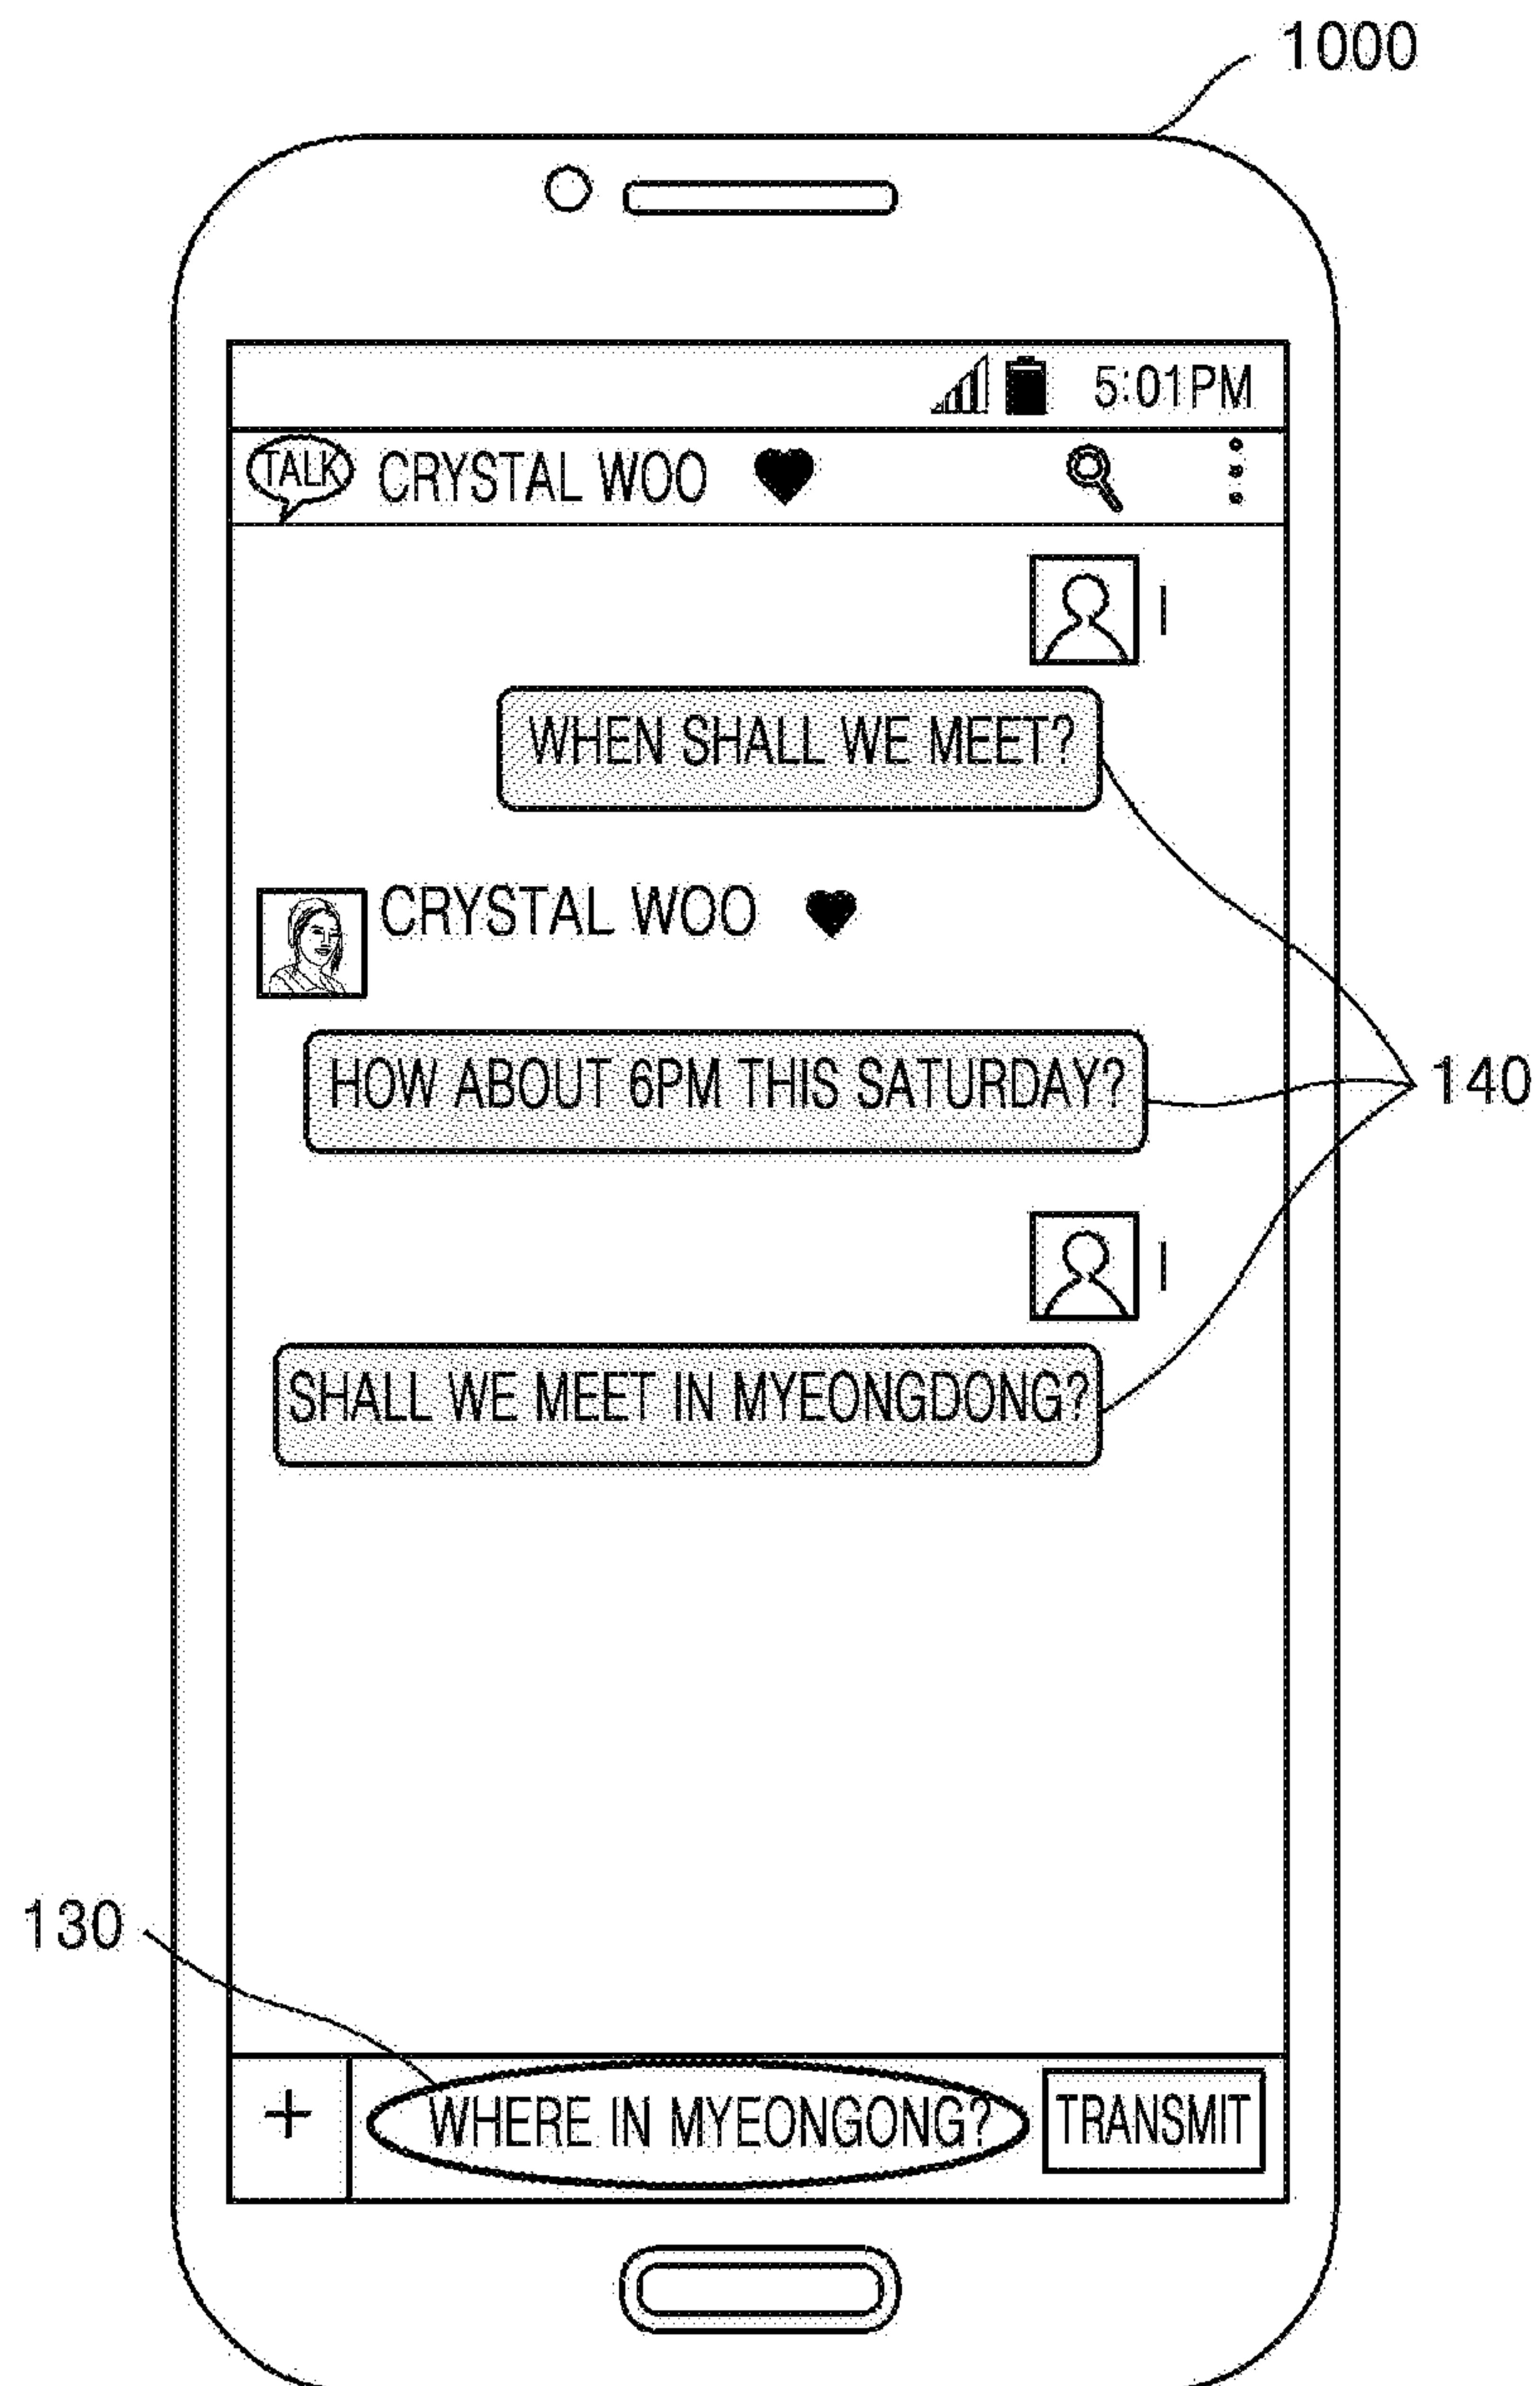 1000
5:01PM
TALK CRYSTAL WOO
I
WHEN SHALL WE MEET?
CRYSTAL WOO
HOW ABOUT 6PM THIS SATURDAY?
140
I
SHALL WE MEET IN MYEONGDONG?
130
+ WHERE IN MYEONGONG? TRANSMIT